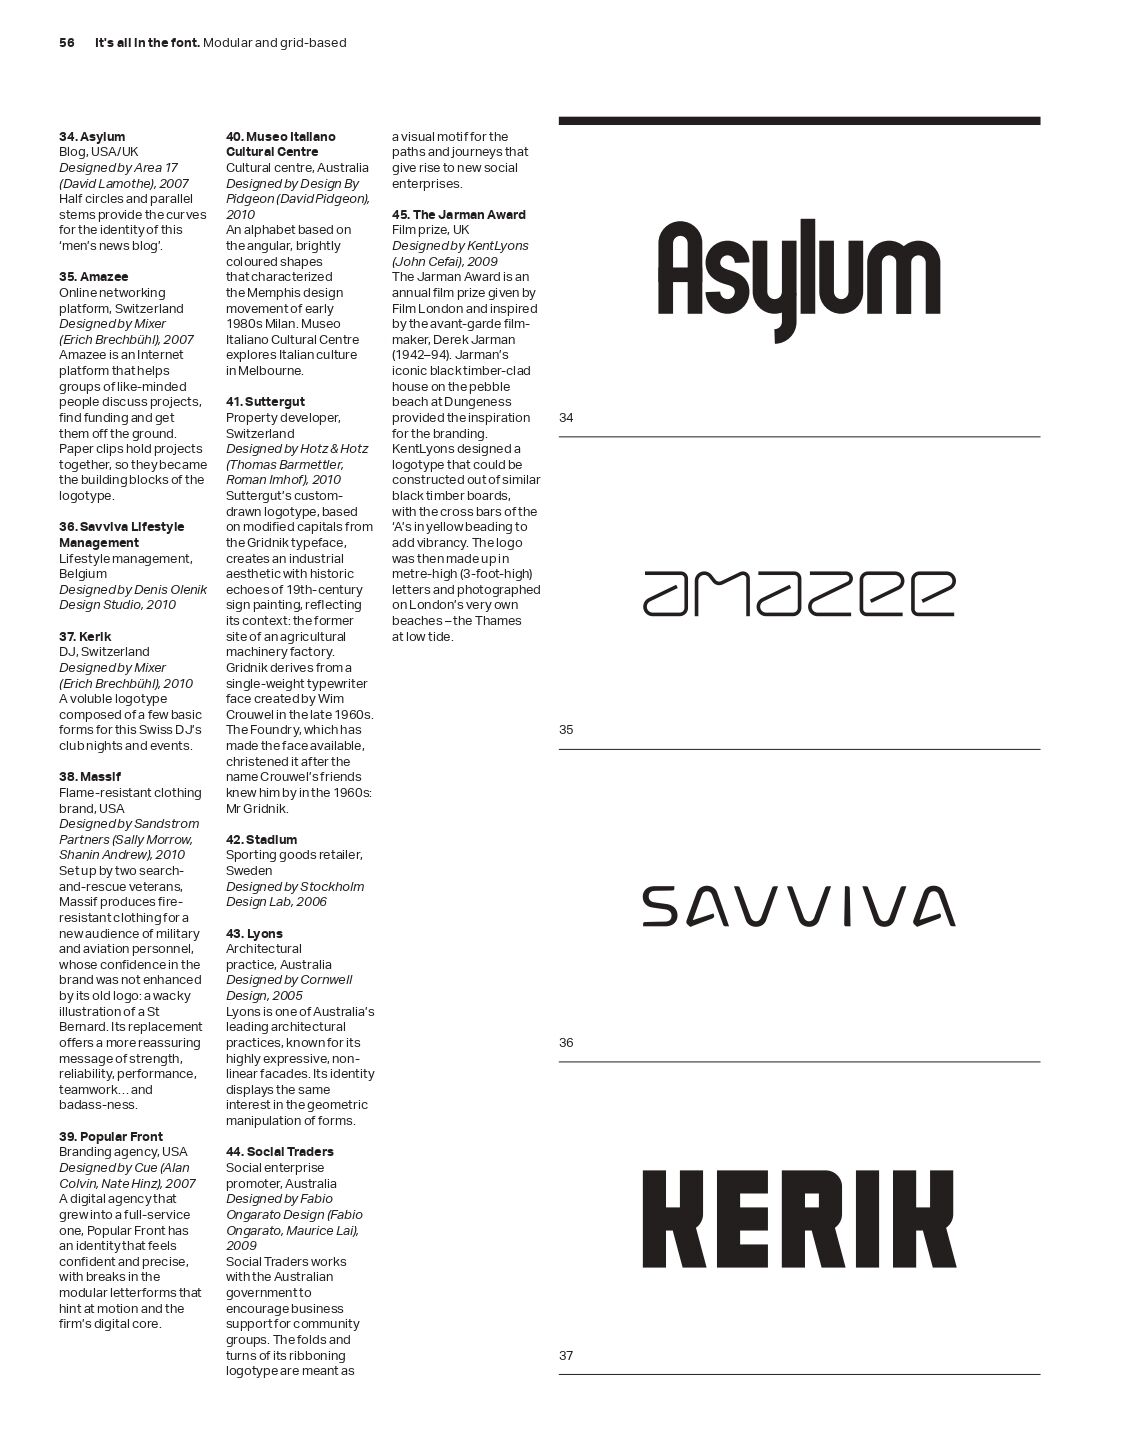 56 It's all in the font. Modular and grid-based
34. Asylum
Blog, USA/UK
Designed by Area 17
(David Lamothe), 2007
Half circles and parallel
stems provide the curves
for the identity of this
‘men’s news blog’.
35. Amazee
Online networking
platform, Switzerland
Designed by Mixer
(Erich Brechbühl), 2007
Amazee is an Internet
platform that helps
groups of like-minded
people discuss projects,
find funding and get
them off the ground.
Paper clips hold projects
together, so they became
the building blocks of the
logotype.
36. Savviva Lifestyle
Management
Lifestyle management,
Belgium
Designed by Denis Olenik
Design Studio, 2010
37. Kerik
DJ, Switzerland
Designed by Mixer
(Erich Brechbühl), 2010
A voluble logotype
composed of a few basic
forms for this Swiss DJ’s
club nights and events.
38. Massif
Flame-resistant clothing
brand, USA
Designed by Sandstrom
Partners (Sally Morrow,
Shanin Andrew), 2010
Set up by two search-
and-rescue veterans,
Massif produces fire-
resistant clothing for a
new audience of military
and aviation personnel,
whose confidence in the
brand was not enhanced
by its old logo: a wacky
illustration of a St
Bernard. Its replacement
offers a more reassuring
message of strength,
reliability, performance,
teamwork… and
badass-ness.
39. Popular Front
Branding agency, USA
Designed by Cue (Alan
Colvin, Nate Hinz), 2007
A digital agency that
grew into a full-service
one, Popular Front has
an identity that feels
confident and precise,
with breaks in the
modular letterforms that
hint at motion and the
firm’s digital core.
40. Museo Italiano
Cultural Centre
Cultural centre, Australia
Designed by Design By
Pidgeon (David Pidgeon),
2010
An alphabet based on
the angular, brightly
coloured shapes
that characterized
the Memphis design
movement of early
1980s Milan. Museo
Italiano Cultural Centre
explores Italian culture
in Melbourne.
41. Suttergut
Property developer,
Switzerland
Designed by Hotz & Hotz
(Thomas Barmettler,
Roman Imhof), 2010
Suttergut’s custom-
drawn logotype, based
on modified capitals from
the Gridnik typeface,
creates an industrial
aesthetic with historic
echoes of 19th-century
sign painting, reflecting
its context: the former
site of an agricultural
machinery factory.
Gridnik derives from a
single-weight typewriter
face created by Wim
Crouwel in the late 1960s.
The Foundry, which has
made the face available,
christened it after the
name Crouwel’s friends
knew him by in the 1960s:
Mr Gridnik.
42. Stadium
Sporting goods retailer,
Sweden
Designed by Stockholm
Design Lab, 2006
43. Lyons
Architectural
practice, Australia
Designed by Cornwell
Design, 2005
Lyons is one of Australia’s
leading architectural
practices, known for its
highly expressive, non-
linear facades. Its identity
displays the same
interest in the geometric
manipulation of forms.
44. Social Traders
Social enterprise
promoter, Australia
Designed by Fabio
Ongarato Design (Fabio
Ongarato, Maurice Lai),
2009
Social Traders works
with the Australian
government to
encourage business
support for community
groups. The folds and
turns of its ribboning
logotype are meant as
a visual motif for the
paths and journeys that
give rise to new social
enterprises.
45. The Jarman Award
Film prize, UK
Designed by KentLyons
(John Cefai), 2009
The Jarman Award is an
annual film prize given by
Film London and inspired
by the avant-garde film-
maker, Derek Jarman
(1942–94). Jarman’s
iconic black timber-clad
house on the pebble
beach at Dungeness
provided the inspiration
for the branding.
KentLyons designed a
logotype that could be
constructed out of similar
black timber boards,
with the cross bars of the
‘A’s in yellow beading to
add vibrancy. The logo
was then made up in
metre-high (3-foot-high)
letters and photographed
on London’s very own
beaches – the Thames
at low tide.
Asylum
34
amazee
35
SAVVIVA
36
KERIK
37